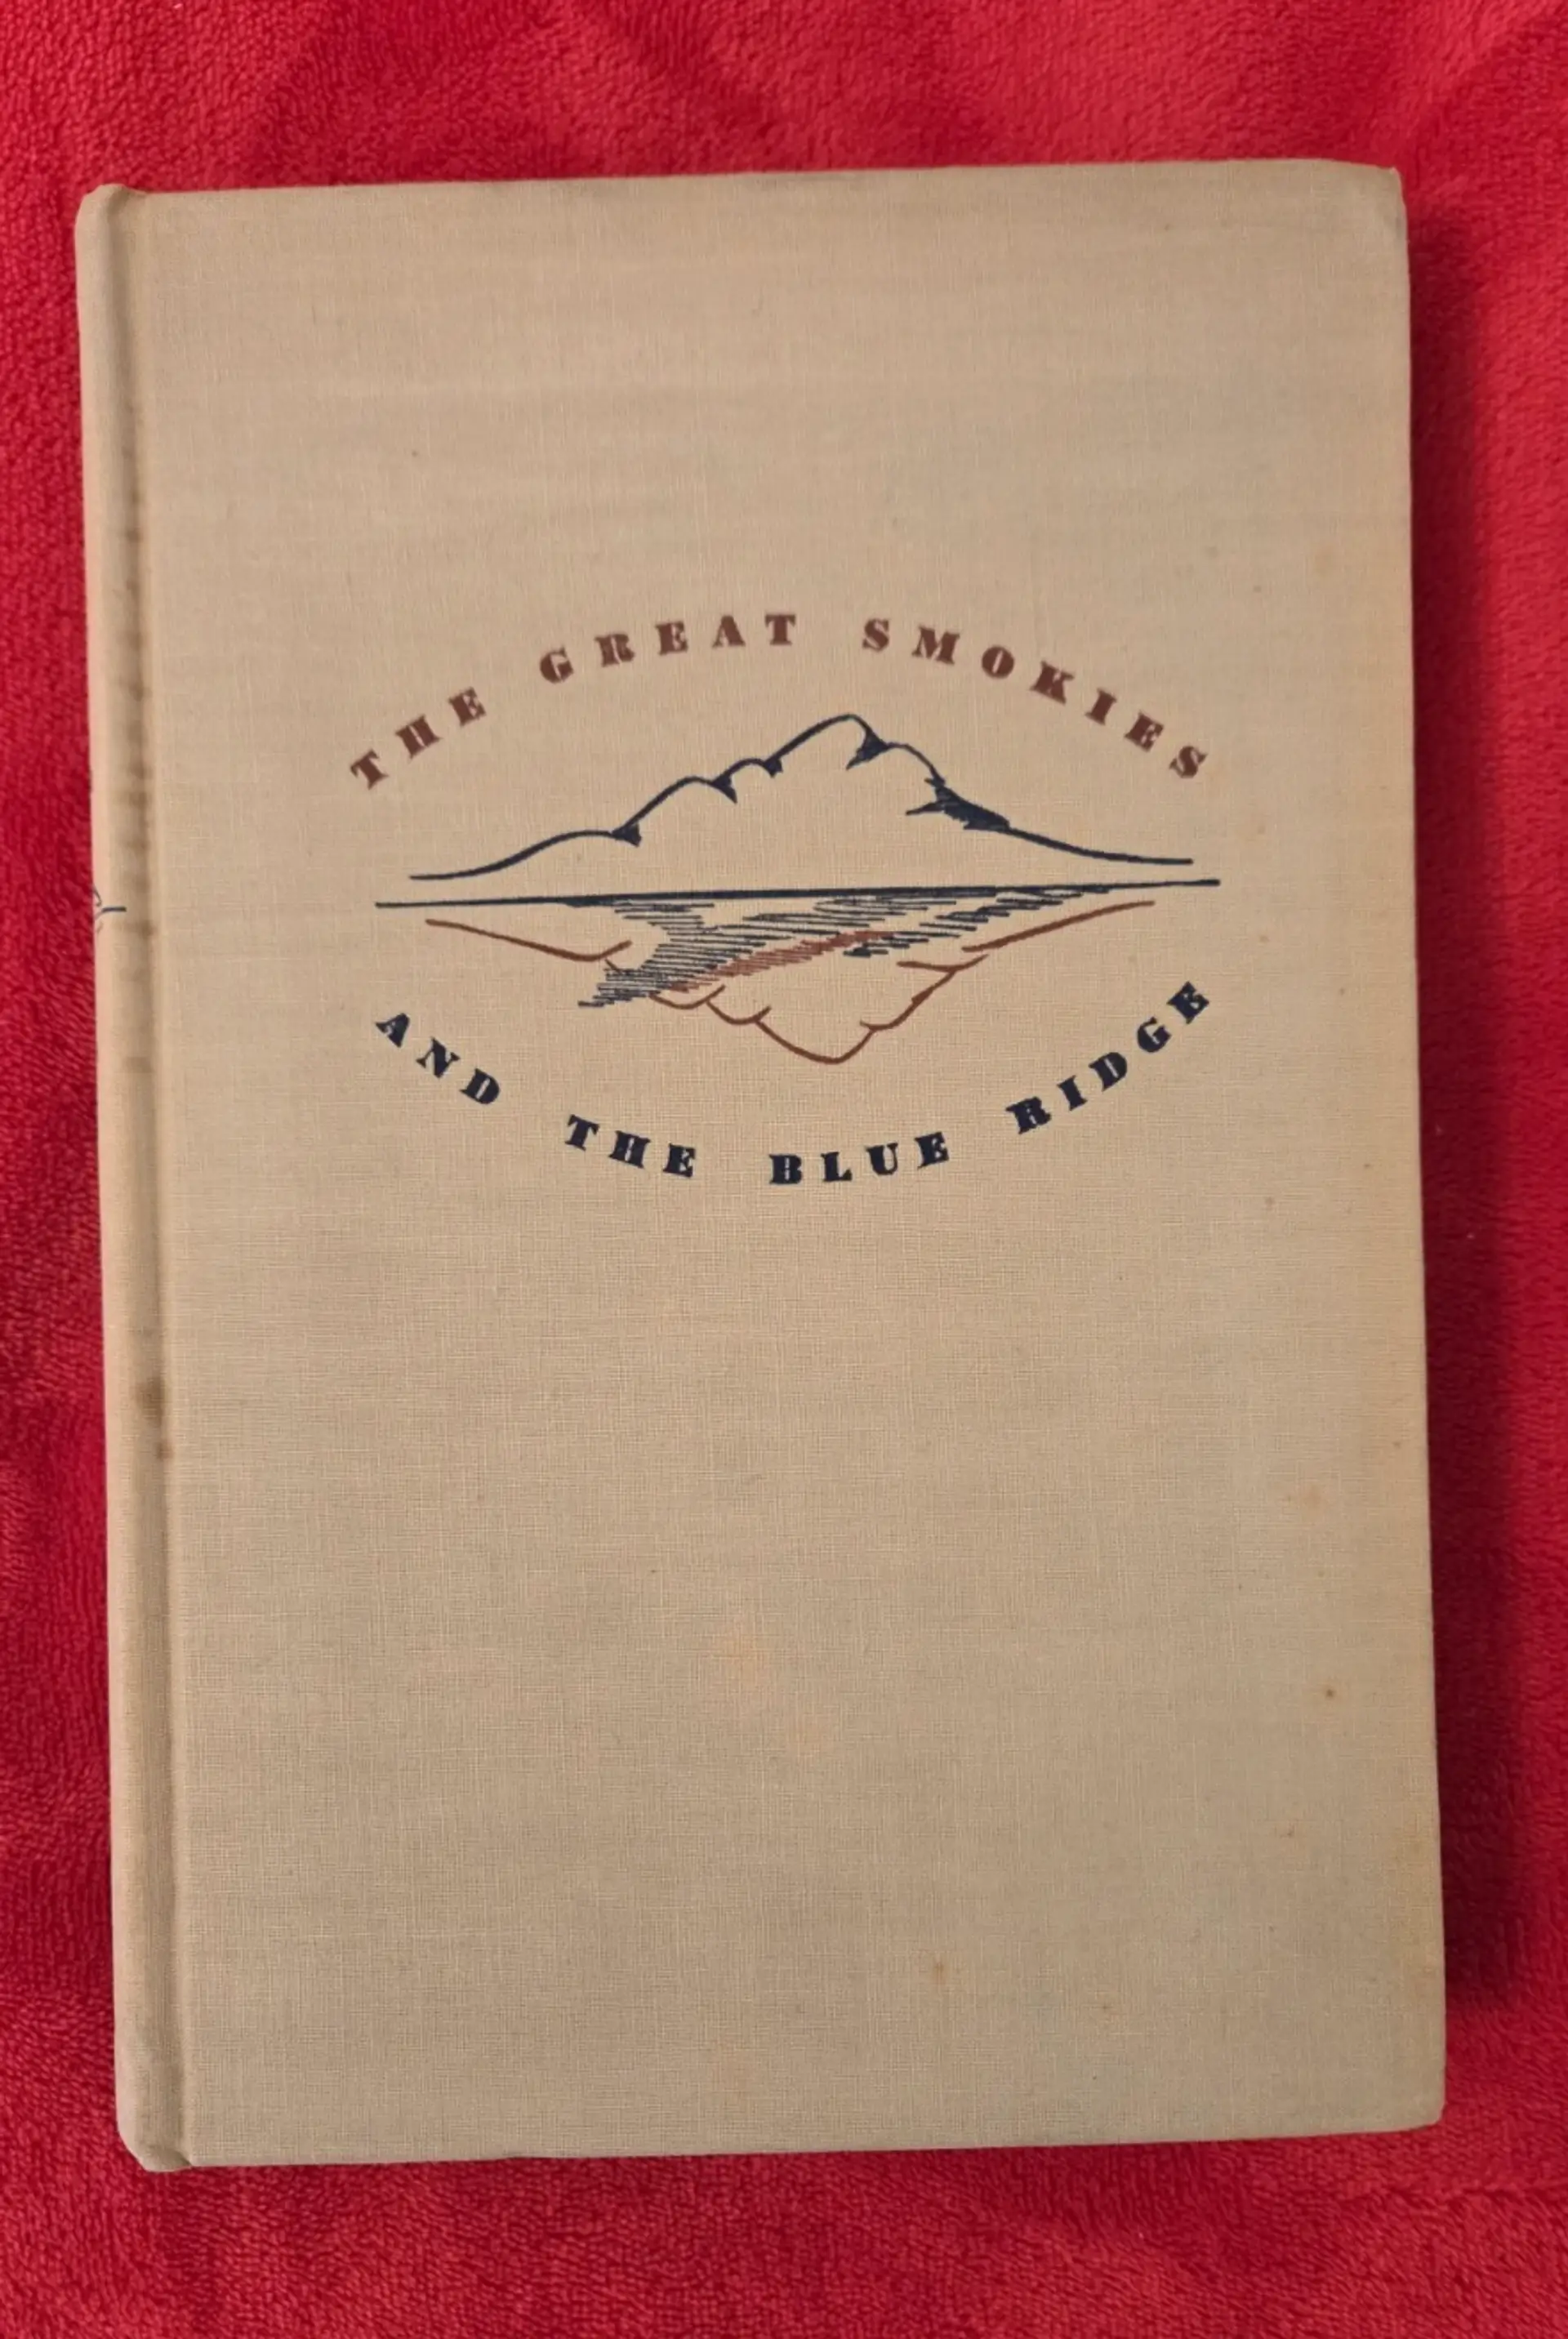 THE GREAT SMOKIES
AND THE BLUE RIDGE